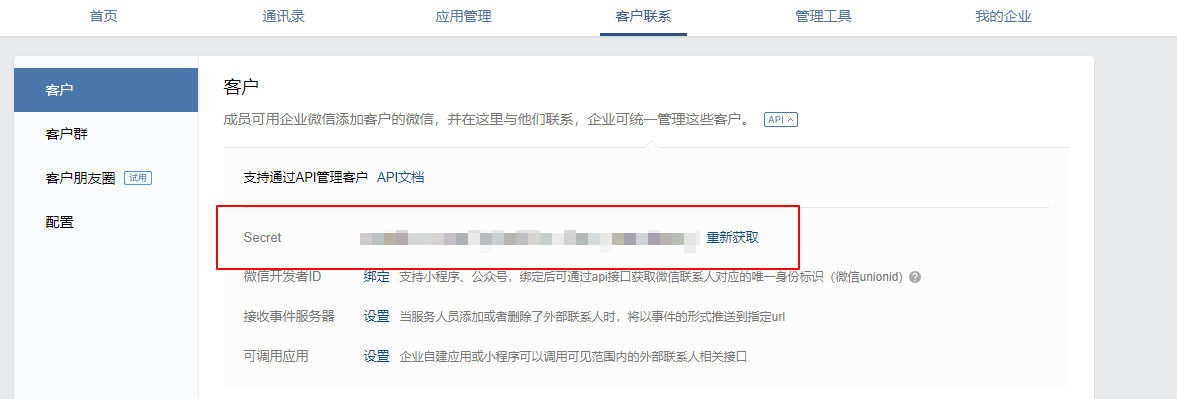 首页 通讯录 应用管理 客户联系 管理工具 我的企业
客户
客户群
客户朋友圈 试用
配置
客户
成员可用企业微信添加客户的微信，并在这里与他们联系，企业可统一管理这些客户。 API
支持通过API管理客户 API文档
Secret 重新获取
微信开发者ID 绑定 支持小程序、公众号，绑定后可通过api接口获取微信联系人对应的唯一身份标识（微信unionid） ?
接收事件服务器 设置 当服务人员添加或者删除了外部联系人时，将以事件的形式推送到指定url
可调用应用 设置 企业自建应用或小程序可以调用可见范围内的外部联系人相关接口